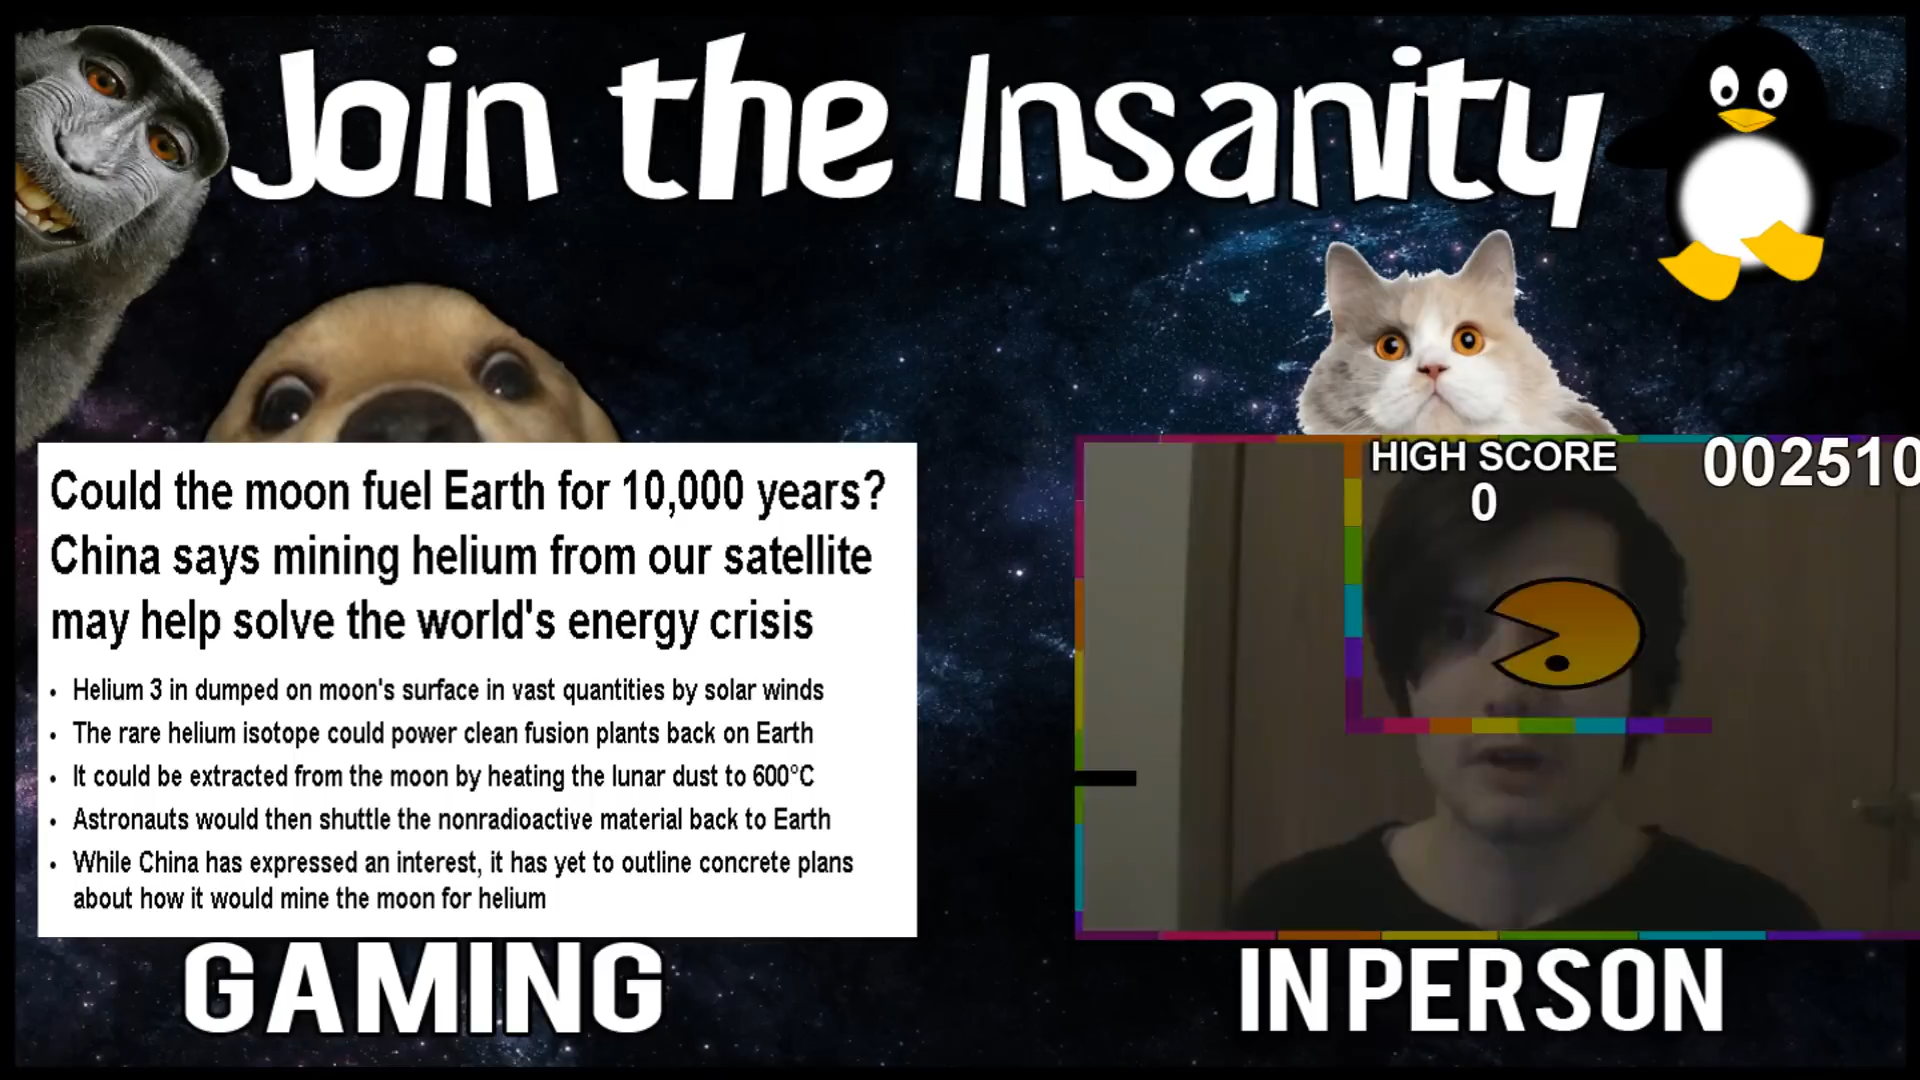 Join the Insanity
Could the moon fuel Earth for 10,000 years?
China says mining helium from our satellite
may help solve the world's energy crisis
• Helium 3 in dumped on moon's surface in vast quantities by solar winds
• The rare helium isotope could power clean fusion plants back on Earth
• It could be extracted from the moon by heating the lunar dust to 600°C
• Astronauts would then shuttle the nonradioactive material back to Earth
• While China has expressed an interest, it has yet to outline concrete plans
about how it would mine the moon for helium
GAMING
HIGH SCORE
0
002510
IN PERSON